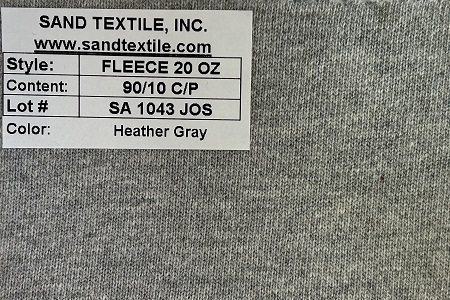 SAND TEXTILE, INC.
www.sandtextile.com
Style: FLEECE 20 OZ
Content: 90/10 C/P
Lot # SA 1043 JOS
Color: Heather Gray